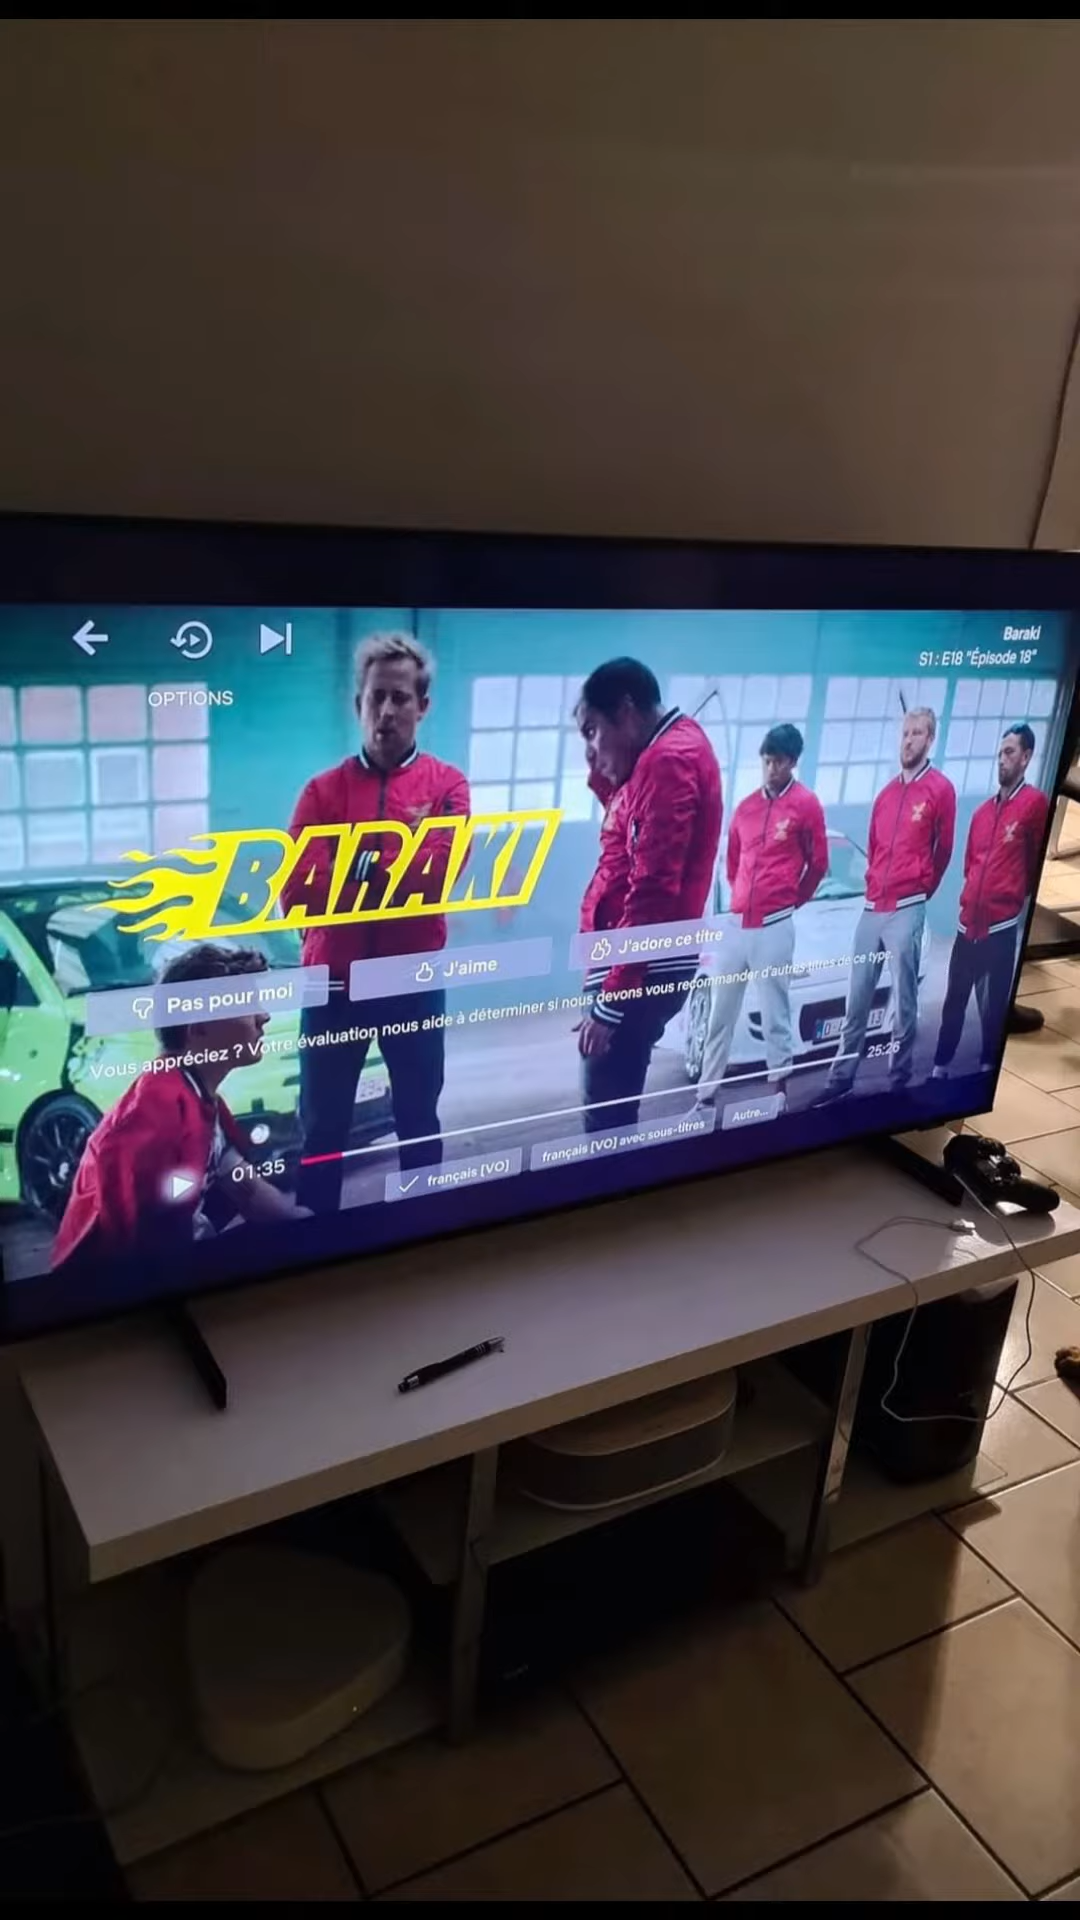 Baraki
S1 : E18 "Épisode 18"
OPTIONS
BARAKI
Pas pour moi
J'aime
J'adore ce titre
Vous appréciez ? Votre évaluation nous aide à déterminer si nous devons vous recommander d'autres titres de ce type.
01:35
25:26
français [VO]
français [VO] avec sous-titres
Autre...